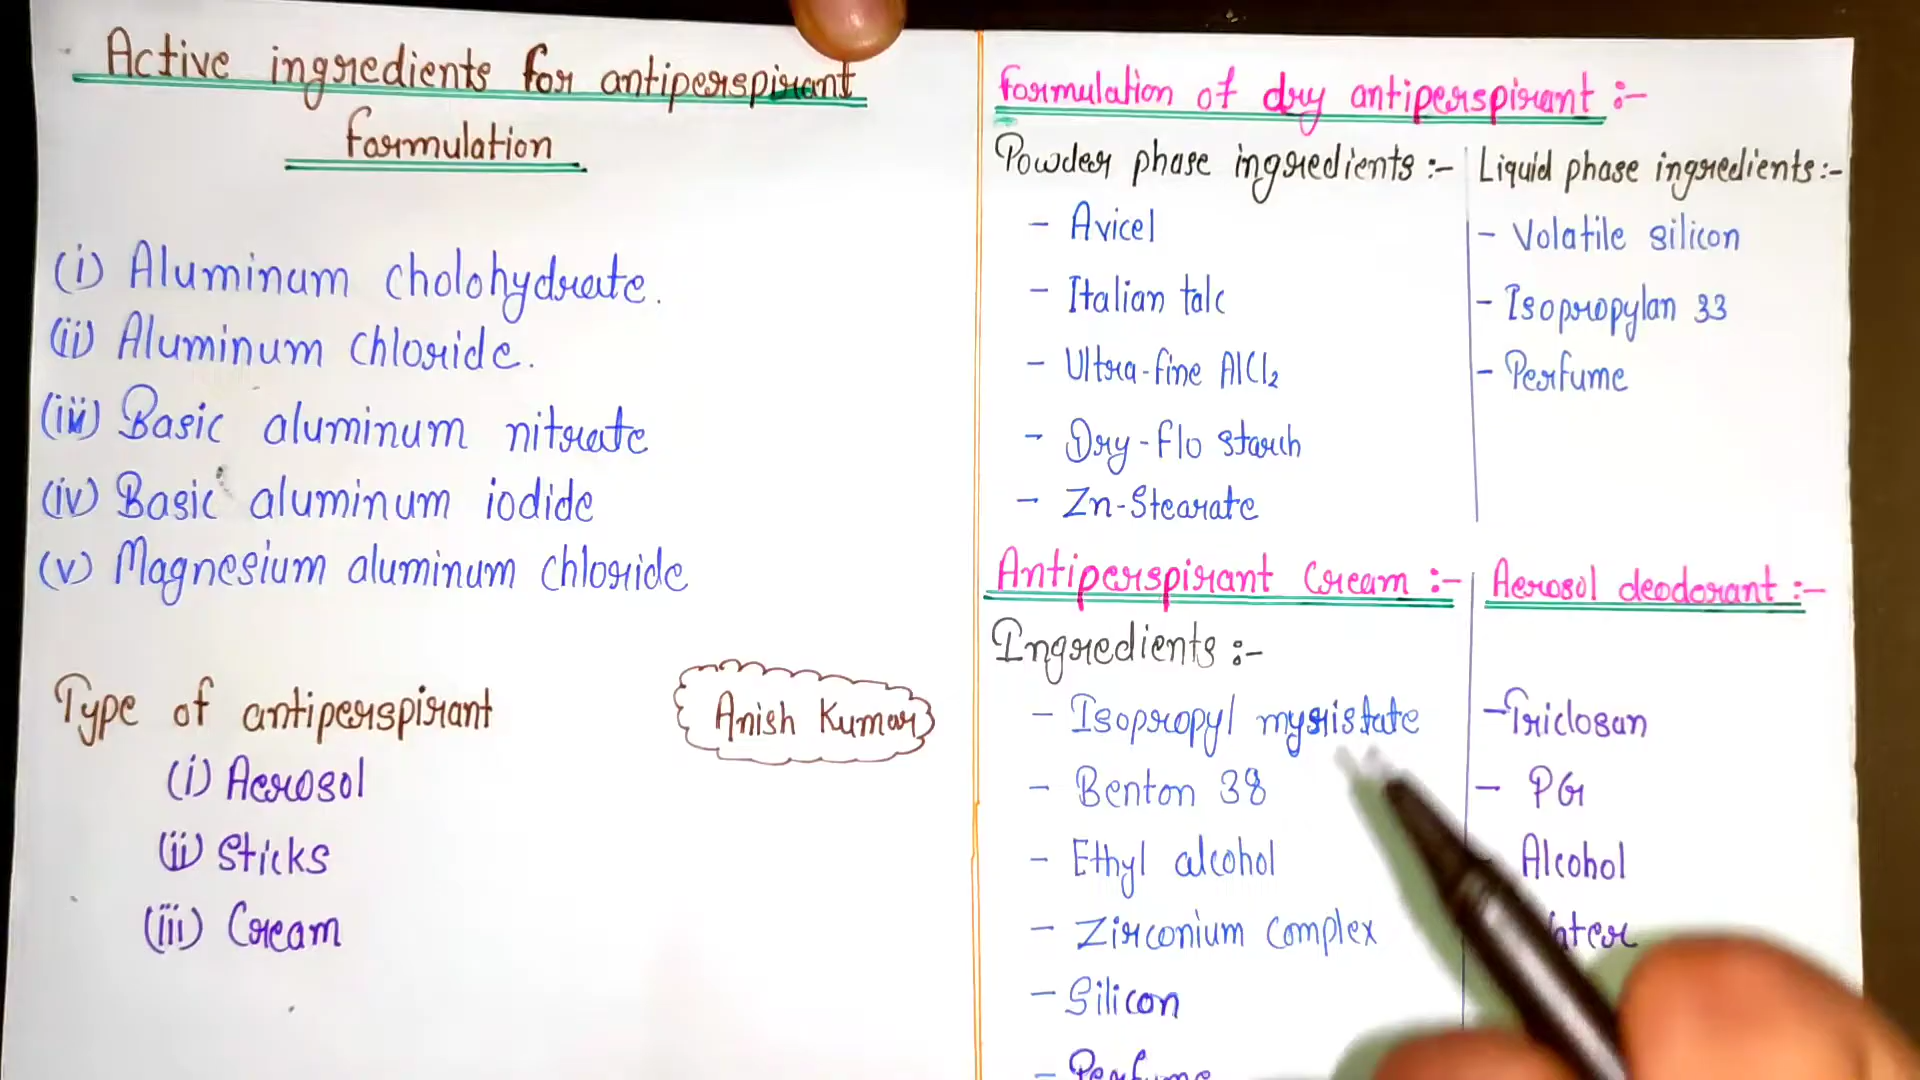 Active ingredients for antiperspirant
formulation
(i) Aluminum cholohydrate.
(ii) Aluminum chloride.
(iii) Basic aluminum nitrate
(iv) Basic aluminum iodide
(v) Magnesium aluminum chloride
Type of antiperspirant
(i) Aerosol
(ii) Sticks
(iii) Cream
Anish Kumar
formulation of dry antiperspirant :-
Powder phase ingredients :-
- Avicel
- Italian talc
- Ultra-fine AlCl₂
- Dry-flo starch
- Zn-Stearate
Liquid phase ingredients:-
- Volatile silicon
- Isopropylan 33
- Perfume
Antiperspirant Cream :-
Ingredients :-
- Isopropyl myristate
- Benton 38
- Ethyl alcohol
- Zirconium complex
- Silicon
- Perfume
Aerosol deodorant :-
- Triclosan
- PG
Alcohol